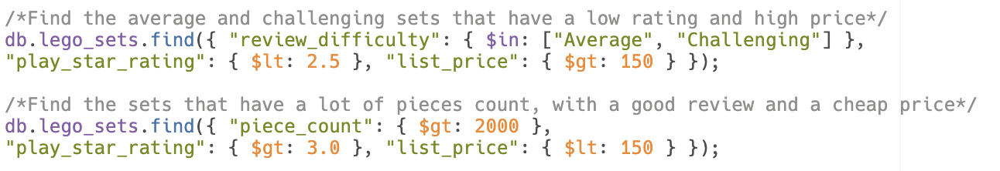 /*Find the average and challenging sets that have a low rating and high price*/
db.lego_sets.find({ "review_difficulty": { $in: ["Average", "Challenging"] },
"play_star_rating": { $lt: 2.5 }, "list_price": { $gt: 150 } });
/*Find the sets that have a lot of pieces count, with a good review and a cheap price*/
db.lego_sets.find({ "piece_count": { $gt: 2000 },
"play_star_rating": { $gt: 3.0 }, "list_price": { $lt: 150 } });